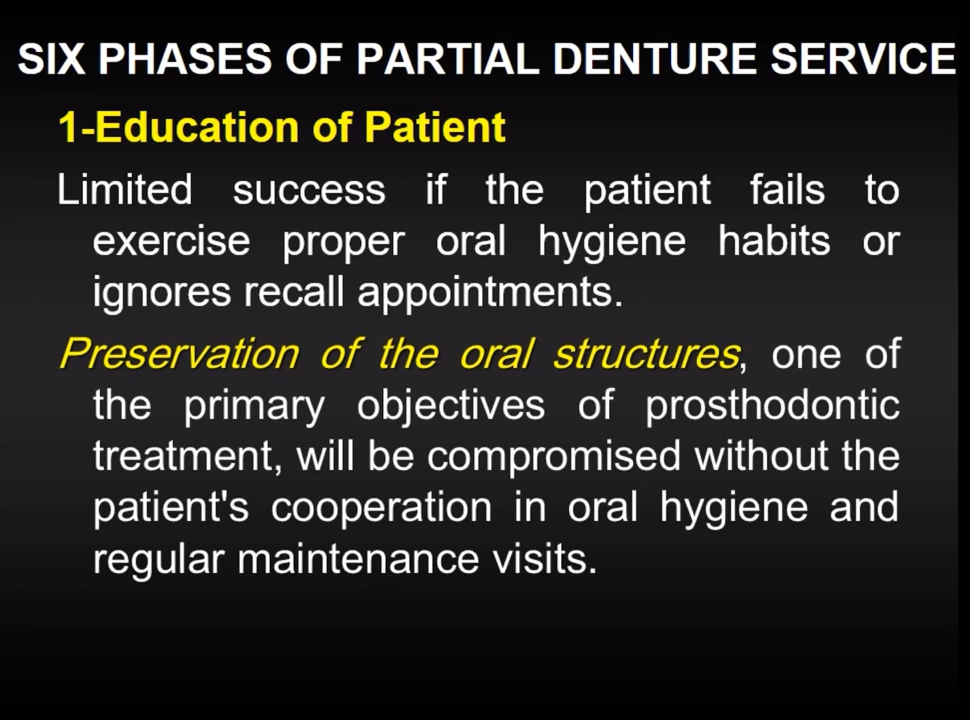 SIX PHASES OF PARTIAL DENTURE SERVICE
1-Education of Patient
Limited success if the patient fails to
exercise proper oral hygiene habits or
ignores recall appointments.
Preservation of the oral structures, one of
the primary objectives of prosthodontic
treatment, will be compromised without the
patient's cooperation in oral hygiene and
regular maintenance visits.